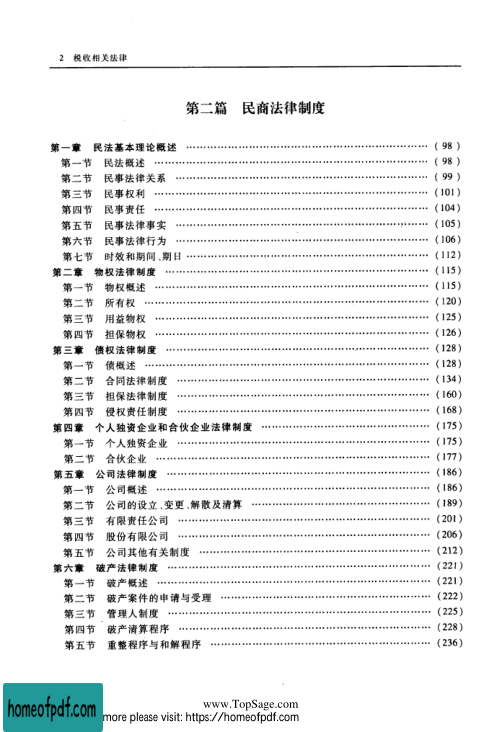 2 税收相关法律
第二篇 民商法律制度
第一章 民法基本理论概述 ………………………………………… ( 98 )
第一节 民法概述 ………………………………………… ( 98 )
第二节 民事法律关系 ………………………………………… ( 99 )
第三节 民事权利 ………………………………………… (101)
第四节 民事责任 ………………………………………… (104)
第五节 民事法律事实 ………………………………………… (105)
第六节 民事法律行为 ………………………………………… (106)
第七节 时效和期间、期日 ………………………………………… (112)
第二章 物权法律制度 ………………………………………… (115)
第一节 物权概述 ………………………………………… (115)
第二节 所有权 ………………………………………… (120)
第三节 用益物权 ………………………………………… (125)
第四节 担保物权 ………………………………………… (126)
第三章 债权法律制度 ………………………………………… (128)
第一节 债概述 ………………………………………… (128)
第二节 合同法律制度 ………………………………………… (134)
第三节 担保法律制度 ………………………………………… (160)
第四节 侵权责任制度 ………………………………………… (168)
第四章 个人独资企业和合伙企业法律制度 ………………………………………… (175)
第一节 个人独资企业 ………………………………………… (175)
第二节 合伙企业 ………………………………………… (177)
第五章 公司法律制度 ………………………………………… (186)
第一节 公司概述 ………………………………………… (186)
第二节 公司的设立、变更、解散及清算 ………………………………………… (189)
第三节 有限责任公司 ………………………………………… (201)
第四节 股份有限公司 ………………………………………… (206)
第五节 公司其他有关制度 ………………………………………… (212)
第六章 破产法律制度 ………………………………………… (221)
第一节 破产概述 ………………………………………… (221)
第二节 破产案件的申请与受理 ………………………………………… (222)
第三节 管理人制度 ………………………………………… (225)
第四节 破产清算程序 ………………………………………… (228)
第五节 重整程序与和解程序 ………………………………………… (236)
www.TopSage.com
homeofpdf.com
more please visit: https://homeofpdf.com